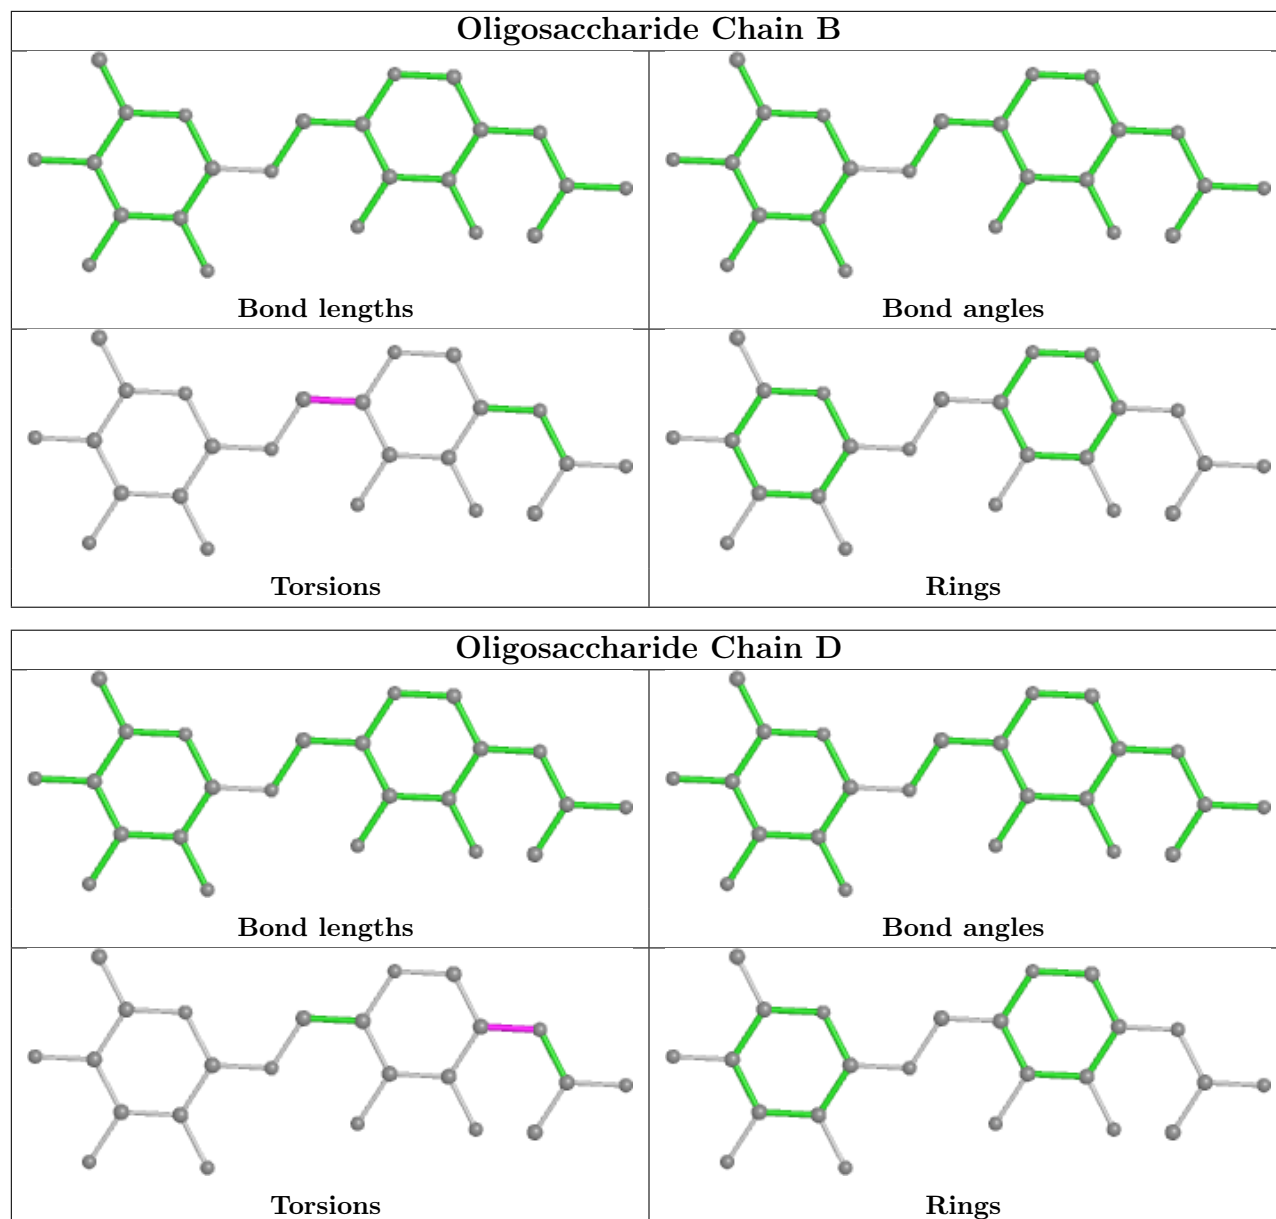 Oligosaccharide Chain B
Bond lengths
Bond angles
Torsions
Rings
Oligosaccharide Chain D
Bond lengths
Bond angles
Torsions
Rings